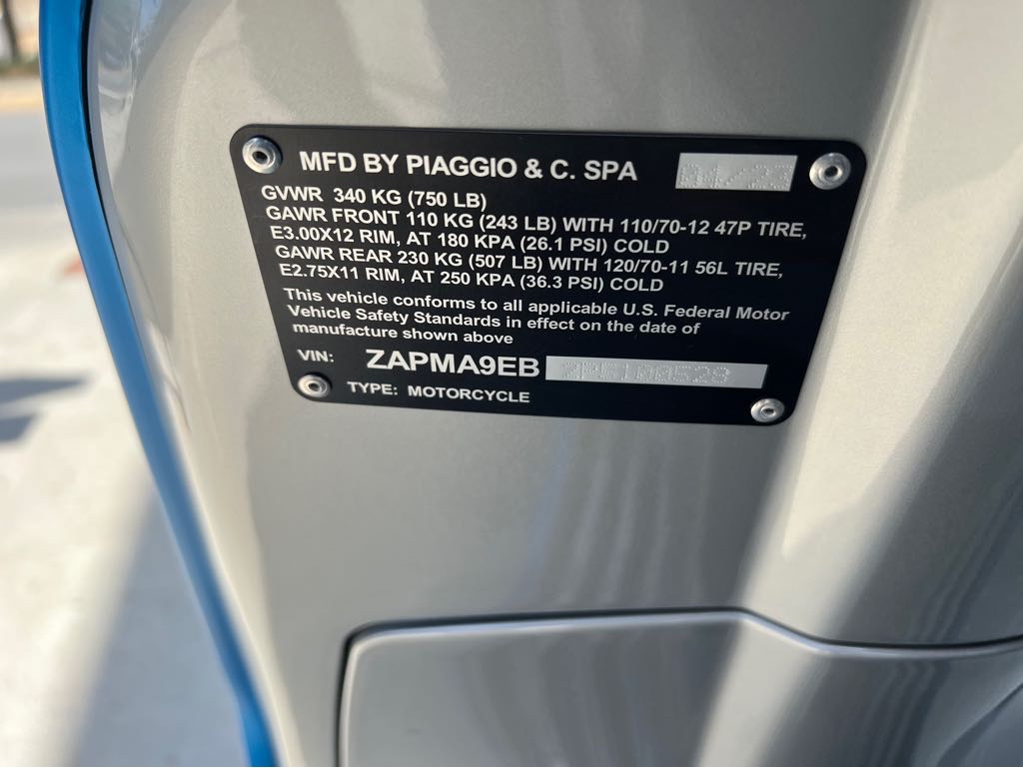 MFD BY PIAGGIO & C. SPA
GVWR 340 KG (750 LB)
GAWR FRONT 110 KG (243 LB) WITH 110/70-12 47P TIRE,
E3.00X12 RIM, AT 180 KPA (26.1 PSI) COLD
GAWR REAR 230 KG (507 LB) WITH 120/70-11 56L TIRE,
E2.75X11 RIM, AT 250 KPA (36.3 PSI) COLD
This vehicle conforms to all applicable U.S. Federal Motor
Vehicle Safety Standards in effect on the date of
manufacture shown above
VIN: ZAPMA9EB
TYPE: MOTORCYCLE